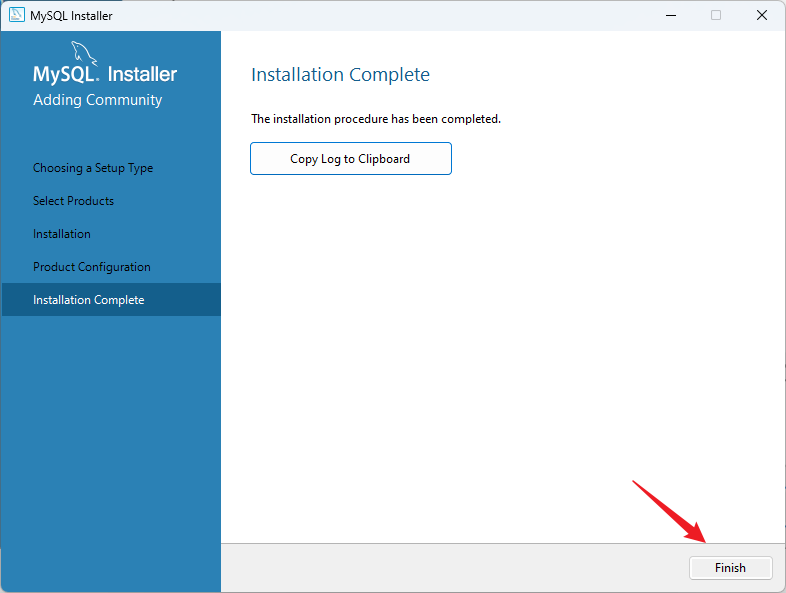 MySQL Installer
MySQL. Installer
Adding Community
Choosing a Setup Type
Select Products
Installation
Product Configuration
Installation Complete
Installation Complete
The installation procedure has been completed.
Copy Log to Clipboard
Finish